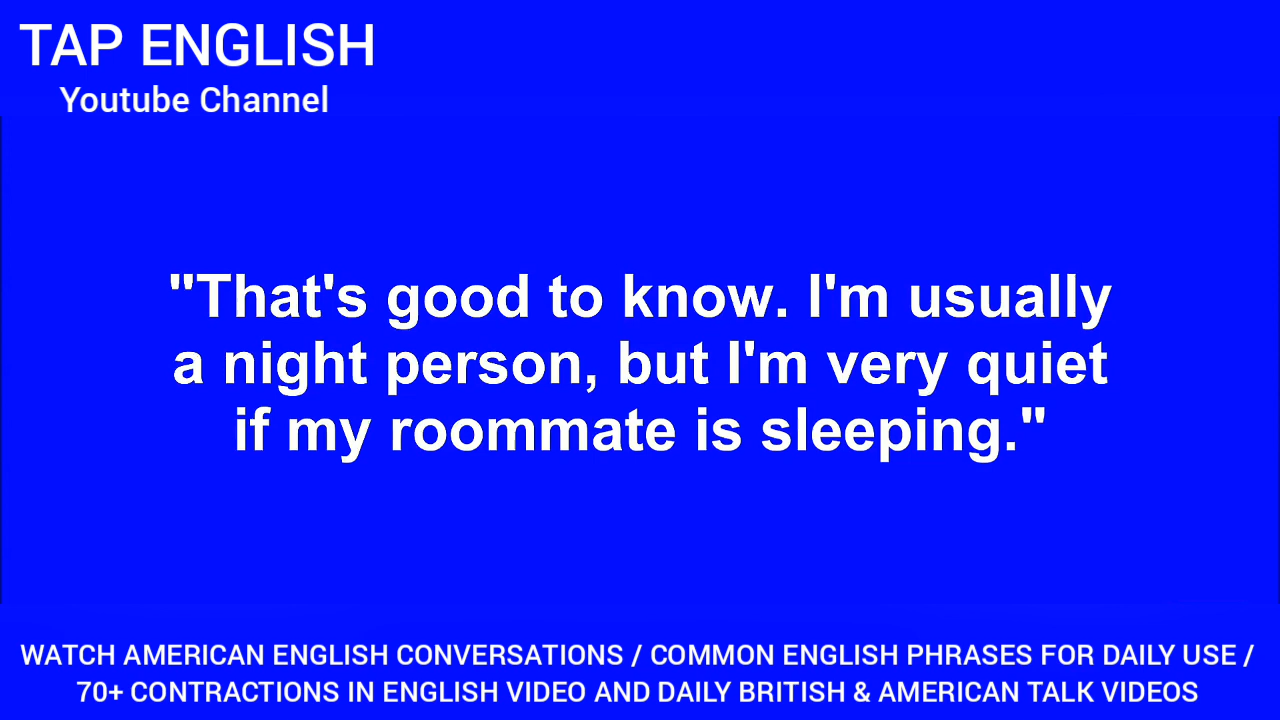 TAP ENGLISH
Youtube Channel
"That's good to know. I'm usually
a night person, but I'm very quiet
if my roommate is sleeping."
WATCH AMERICAN ENGLISH CONVERSATIONS / COMMON ENGLISH PHRASES FOR DAILY USE /
70+ CONTRACTIONS IN ENGLISH VIDEO AND DAILY BRITISH & AMERICAN TALK VIDEOS